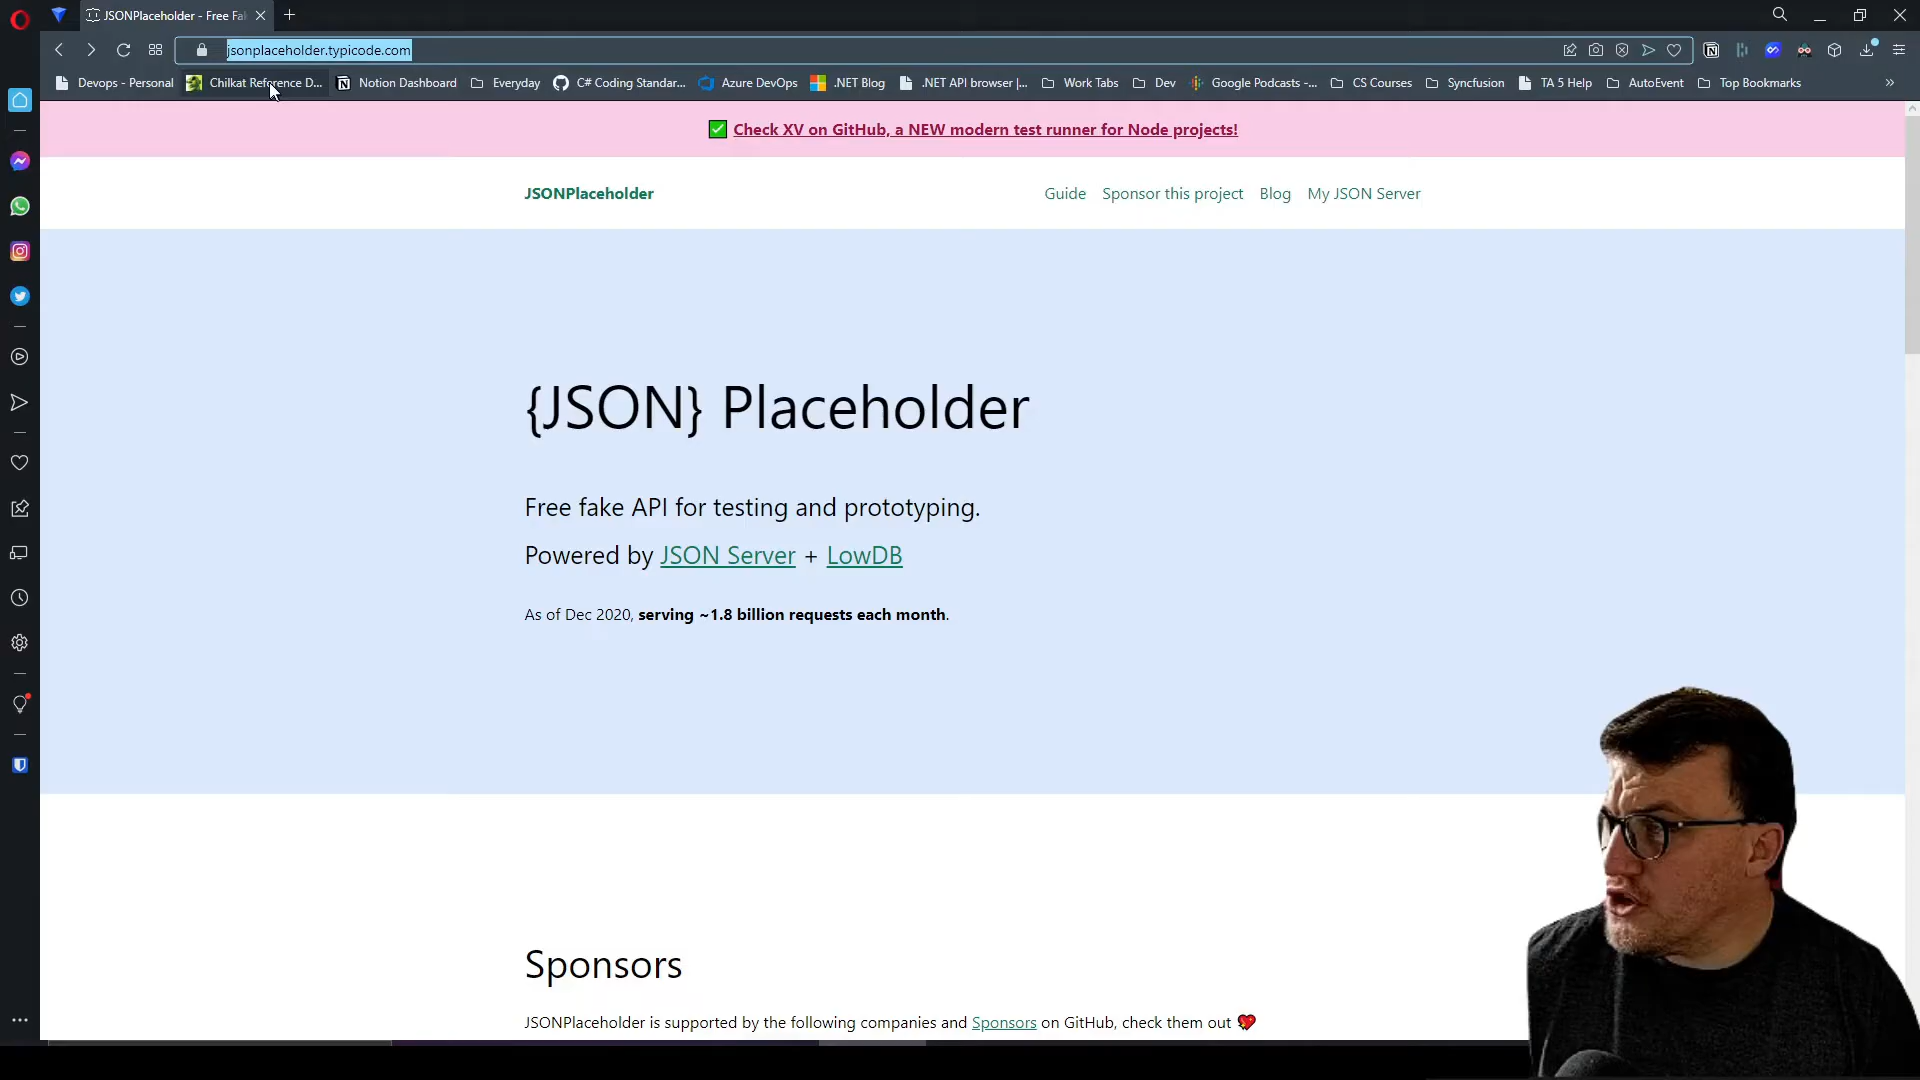 JSONPlaceholder - Free Fa
jsonplaceholder.typicode.com
Devops - Personal
Chilkat Reference D...
Notion Dashboard
Everyday
C# Coding Standar...
Azure DevOps
.NET Blog
.NET API browser |...
Work Tabs
Dev
Google Podcasts -...
CS Courses
Syncfusion
TA 5 Help
AutoEvent
Top Bookmarks
Check XV on GitHub, a NEW modern test runner for Node projects!
JSONPlaceholder
Guide
Sponsor this project
Blog
My JSON Server
{JSON} Placeholder
Free fake API for testing and prototyping.
Powered by JSON Server + LowDB
As of Dec 2020, serving ~1.8 billion requests each month.
Sponsors
JSONPlaceholder is supported by the following companies and Sponsors on GitHub, check them out 💖